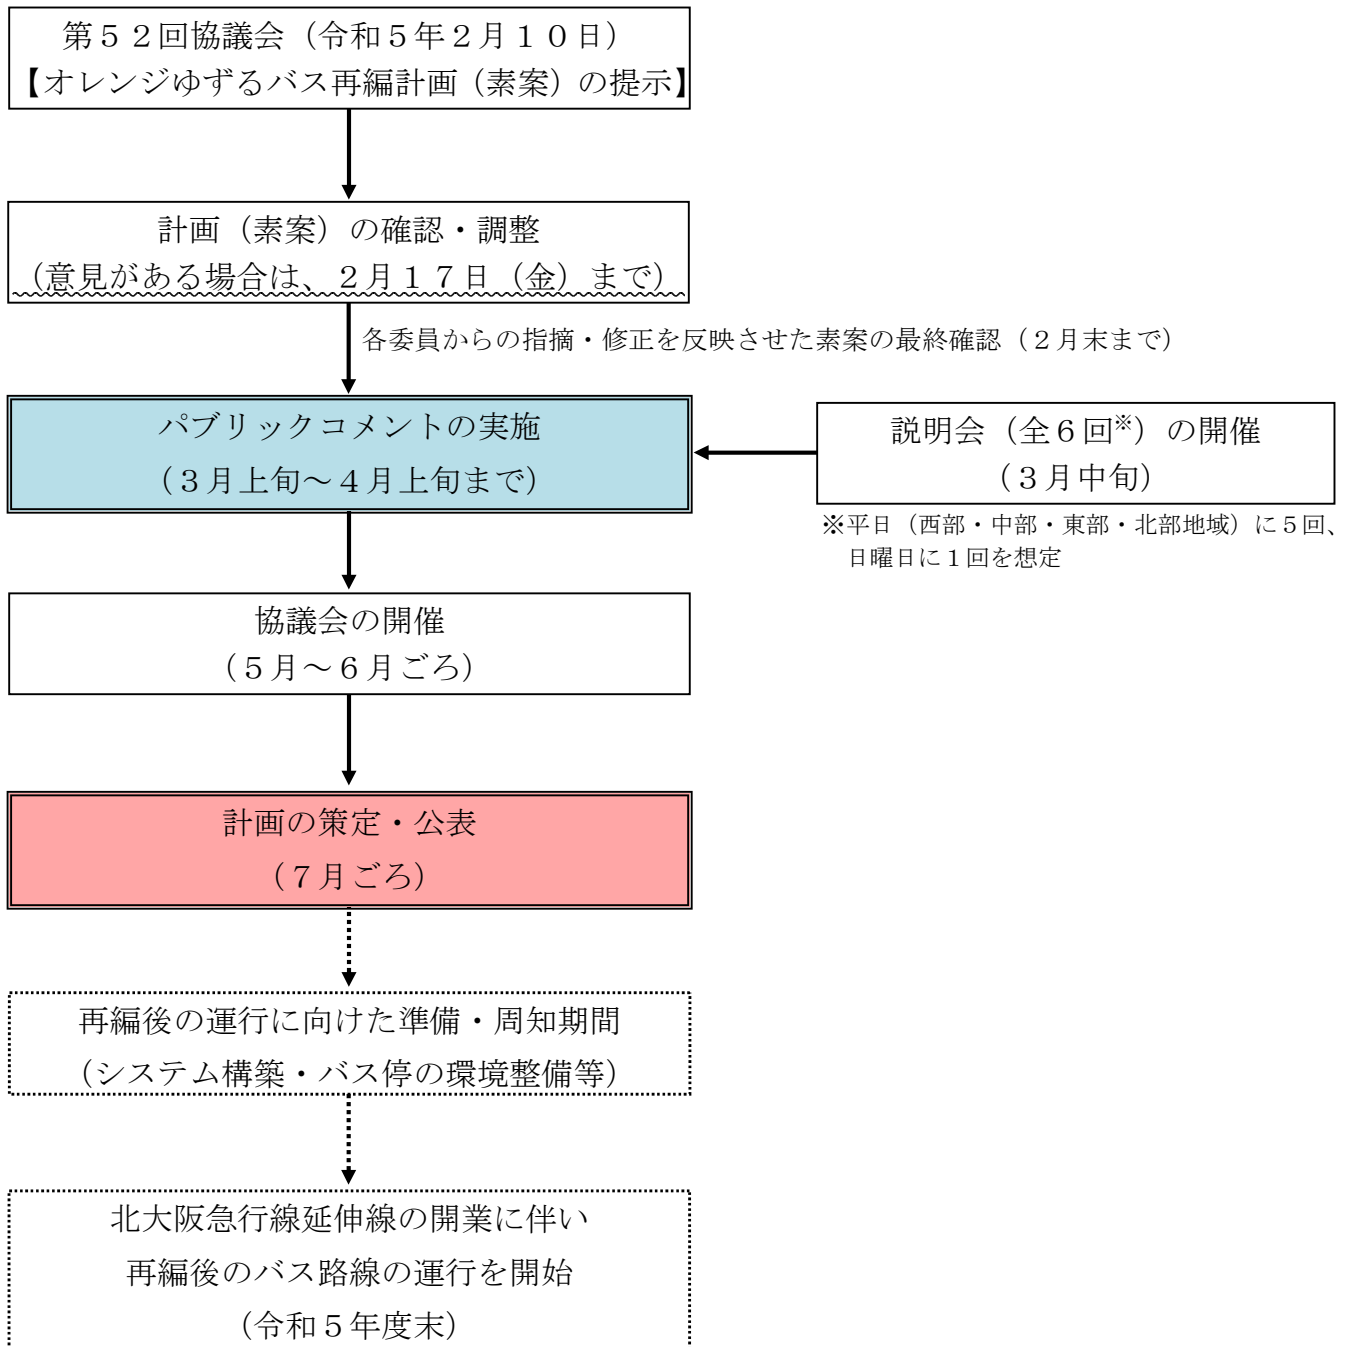 第５２回協議会（令和５年２月１０日）
【オレンジゆずるバス再編計画（素案）の提示】
計画（素案）の確認・調整
（意見がある場合は、２月１７日（金）まで）
各委員からの指摘・修正を反映させた素案の最終確認（２月末まで）
パブリックコメントの実施
（３月上旬～４月上旬まで）
説明会（全６回※）の開催
（３月中旬）
※平日（西部・中部・東部・北部地域）に５回、
日曜日に１回を想定
協議会の開催
（５月～６月ごろ）
計画の策定・公表
（７月ごろ）
再編後の運行に向けた準備・周知期間
（システム構築・バス停の環境整備等）
北大阪急行線延伸線の開業に伴い
再編後のバス路線の運行を開始
（令和５年度末）